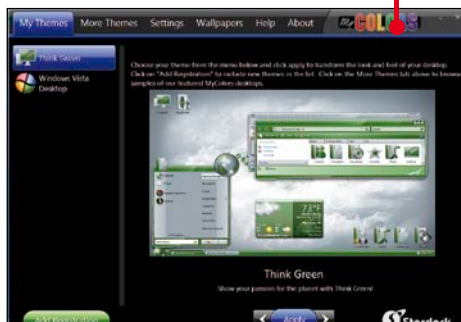 My Themes More Themes Settings Wallpapers Help About My COLORS
Think Green
Windows Vista
Desktop
Choose your theme from the menu below and click apply to transform the look and feel of your desktop.
Click on "Add Registration" to include new themes in the list. Click on the More Themes tab above to browse
samples of our featured MyColors desktops.
73°F
Think Green
Show your passion for the planet with Think Green!
Add Registration
Apply
Stardock